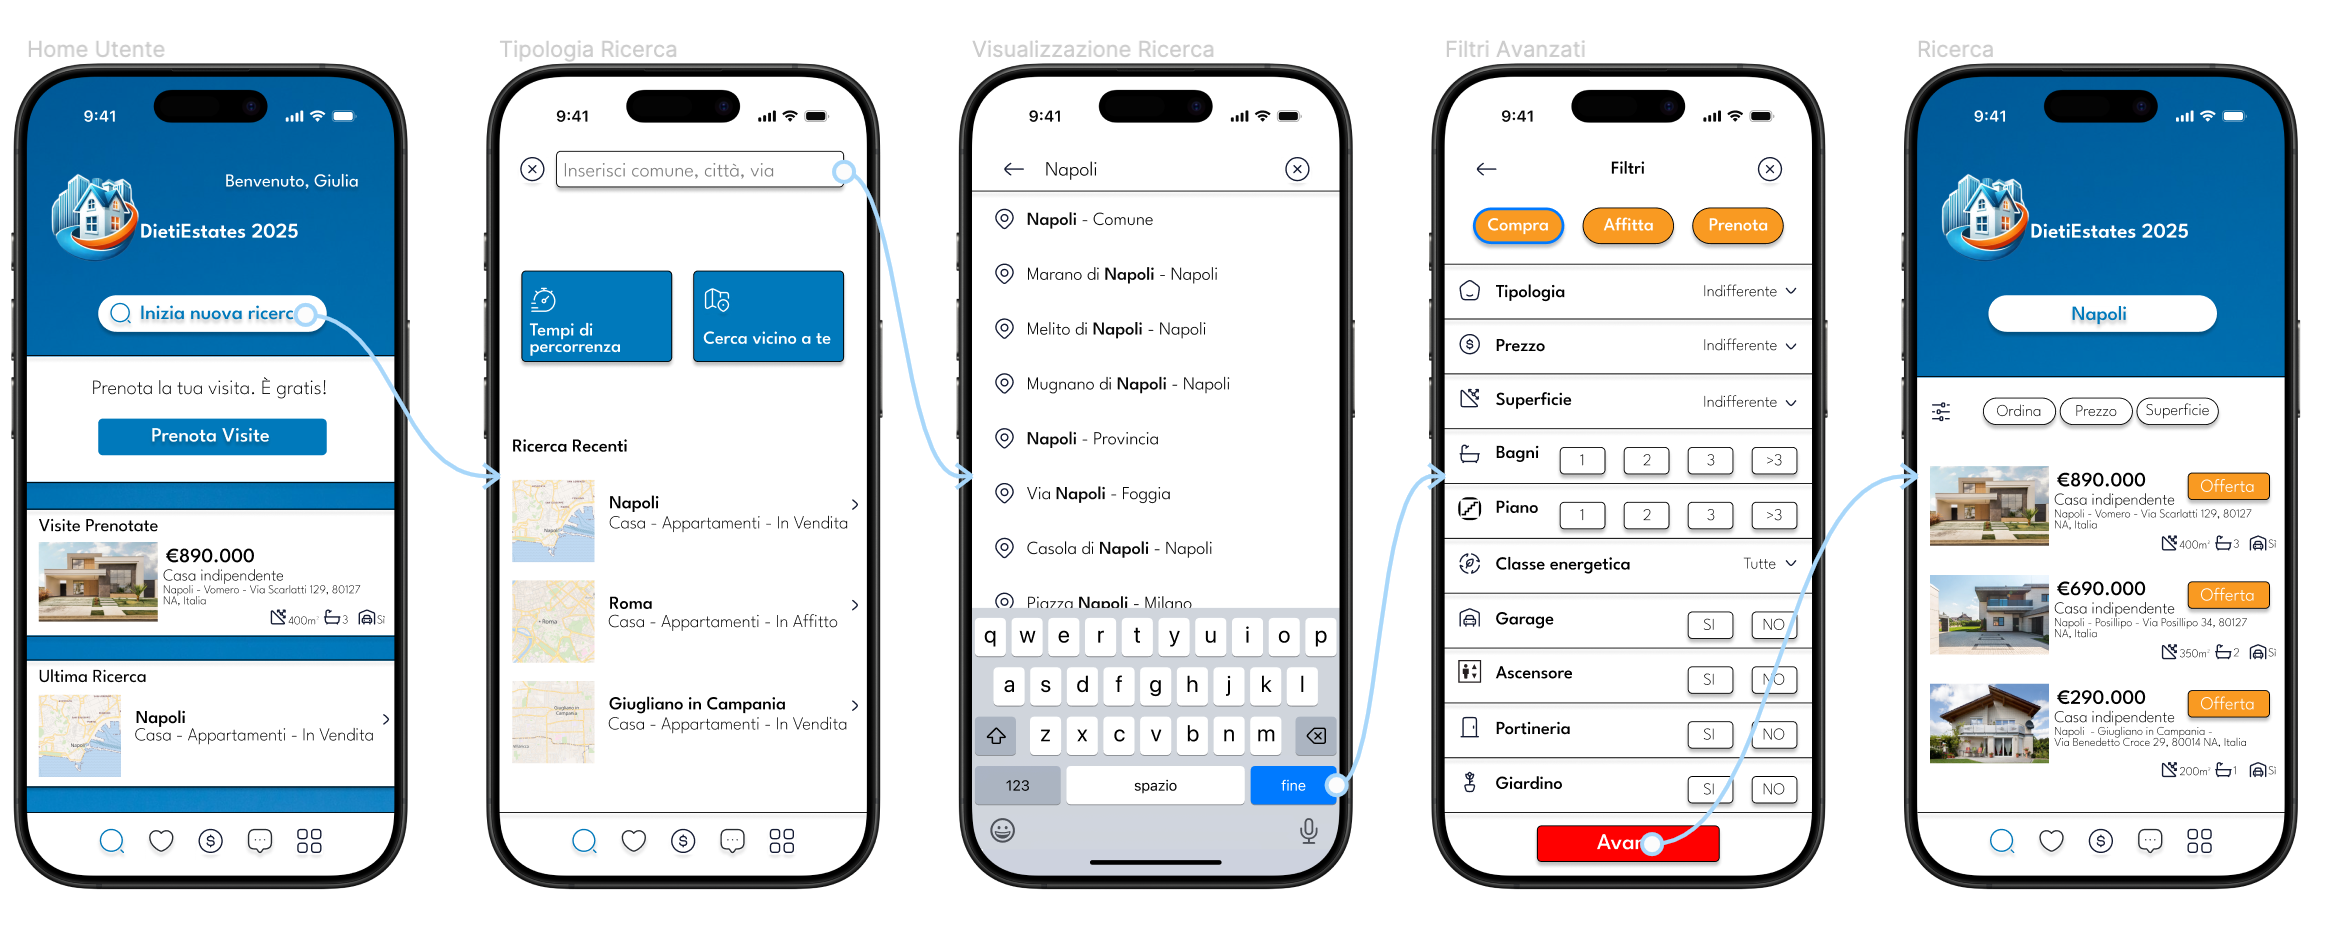 Home Utente
9:41
Benvenuto, Giulia
DietiEstates 2025
Inizia nuova ricerc
Prenota la tua visita. È gratis!
Prenota Visite
Visite Prenotate
€890.000
Casa indipendente
Napoli - Vomero - Via Scarlatti 129, 80127
NA, Italia
400m² 3 Sì
Ultima Ricerca
Napoli
Casa - Appartamenti - In Vendita
Tipologia Ricerca
9:41
Inserisci comune, città, via
Tempi di
percorrenza
Cerca vicino a te
Ricerca Recenti
Napoli
Casa - Appartamenti - In Vendita
Roma
Casa - Appartamenti - In Affitto
Giugliano in Campania
Casa - Appartamenti - In Vendita
Visualizzazione Ricerca
9:41
Napoli
Napoli - Comune
Marano di Napoli - Napoli
Melito di Napoli - Napoli
Mugnano di Napoli - Napoli
Napoli - Provincia
Via Napoli - Foggia
Casola di Napoli - Napoli
Piazza Napoli - Milano
q w e r t y u i o p
a s d f g h j k l
z x c v b n m
123 spazio fine
Filtri Avanzati
9:41
Filtri
Compra Affitta Prenota
Tipologia Indifferente
Prezzo Indifferente
Superficie Indifferente
Bagni 1 2 3 >3
Piano 1 2 3 >3
Classe energetica Tutte
Garage SI NO
Ascensore SI NO
Portineria SI NO
Giardino SI NO
Avan
Ricerca
9:41
DietiEstates 2025
Napoli
Ordina Prezzo Superficie
€890.000
Offerta
Casa indipendente
Napoli - Vomero - Via Scarlatti 129, 80127
NA, Italia
400m² 3 Sì
€690.000
Offerta
Casa indipendente
Napoli - Posillipo - Via Posillipo 34, 80127
NA, Italia
350m² 2 Sì
€290.000
Offerta
Casa indipendente
Napoli - Giugliano in Campania -
Via Benedetto Croce 29, 80014 NA, Italia
200m² 1 Sì